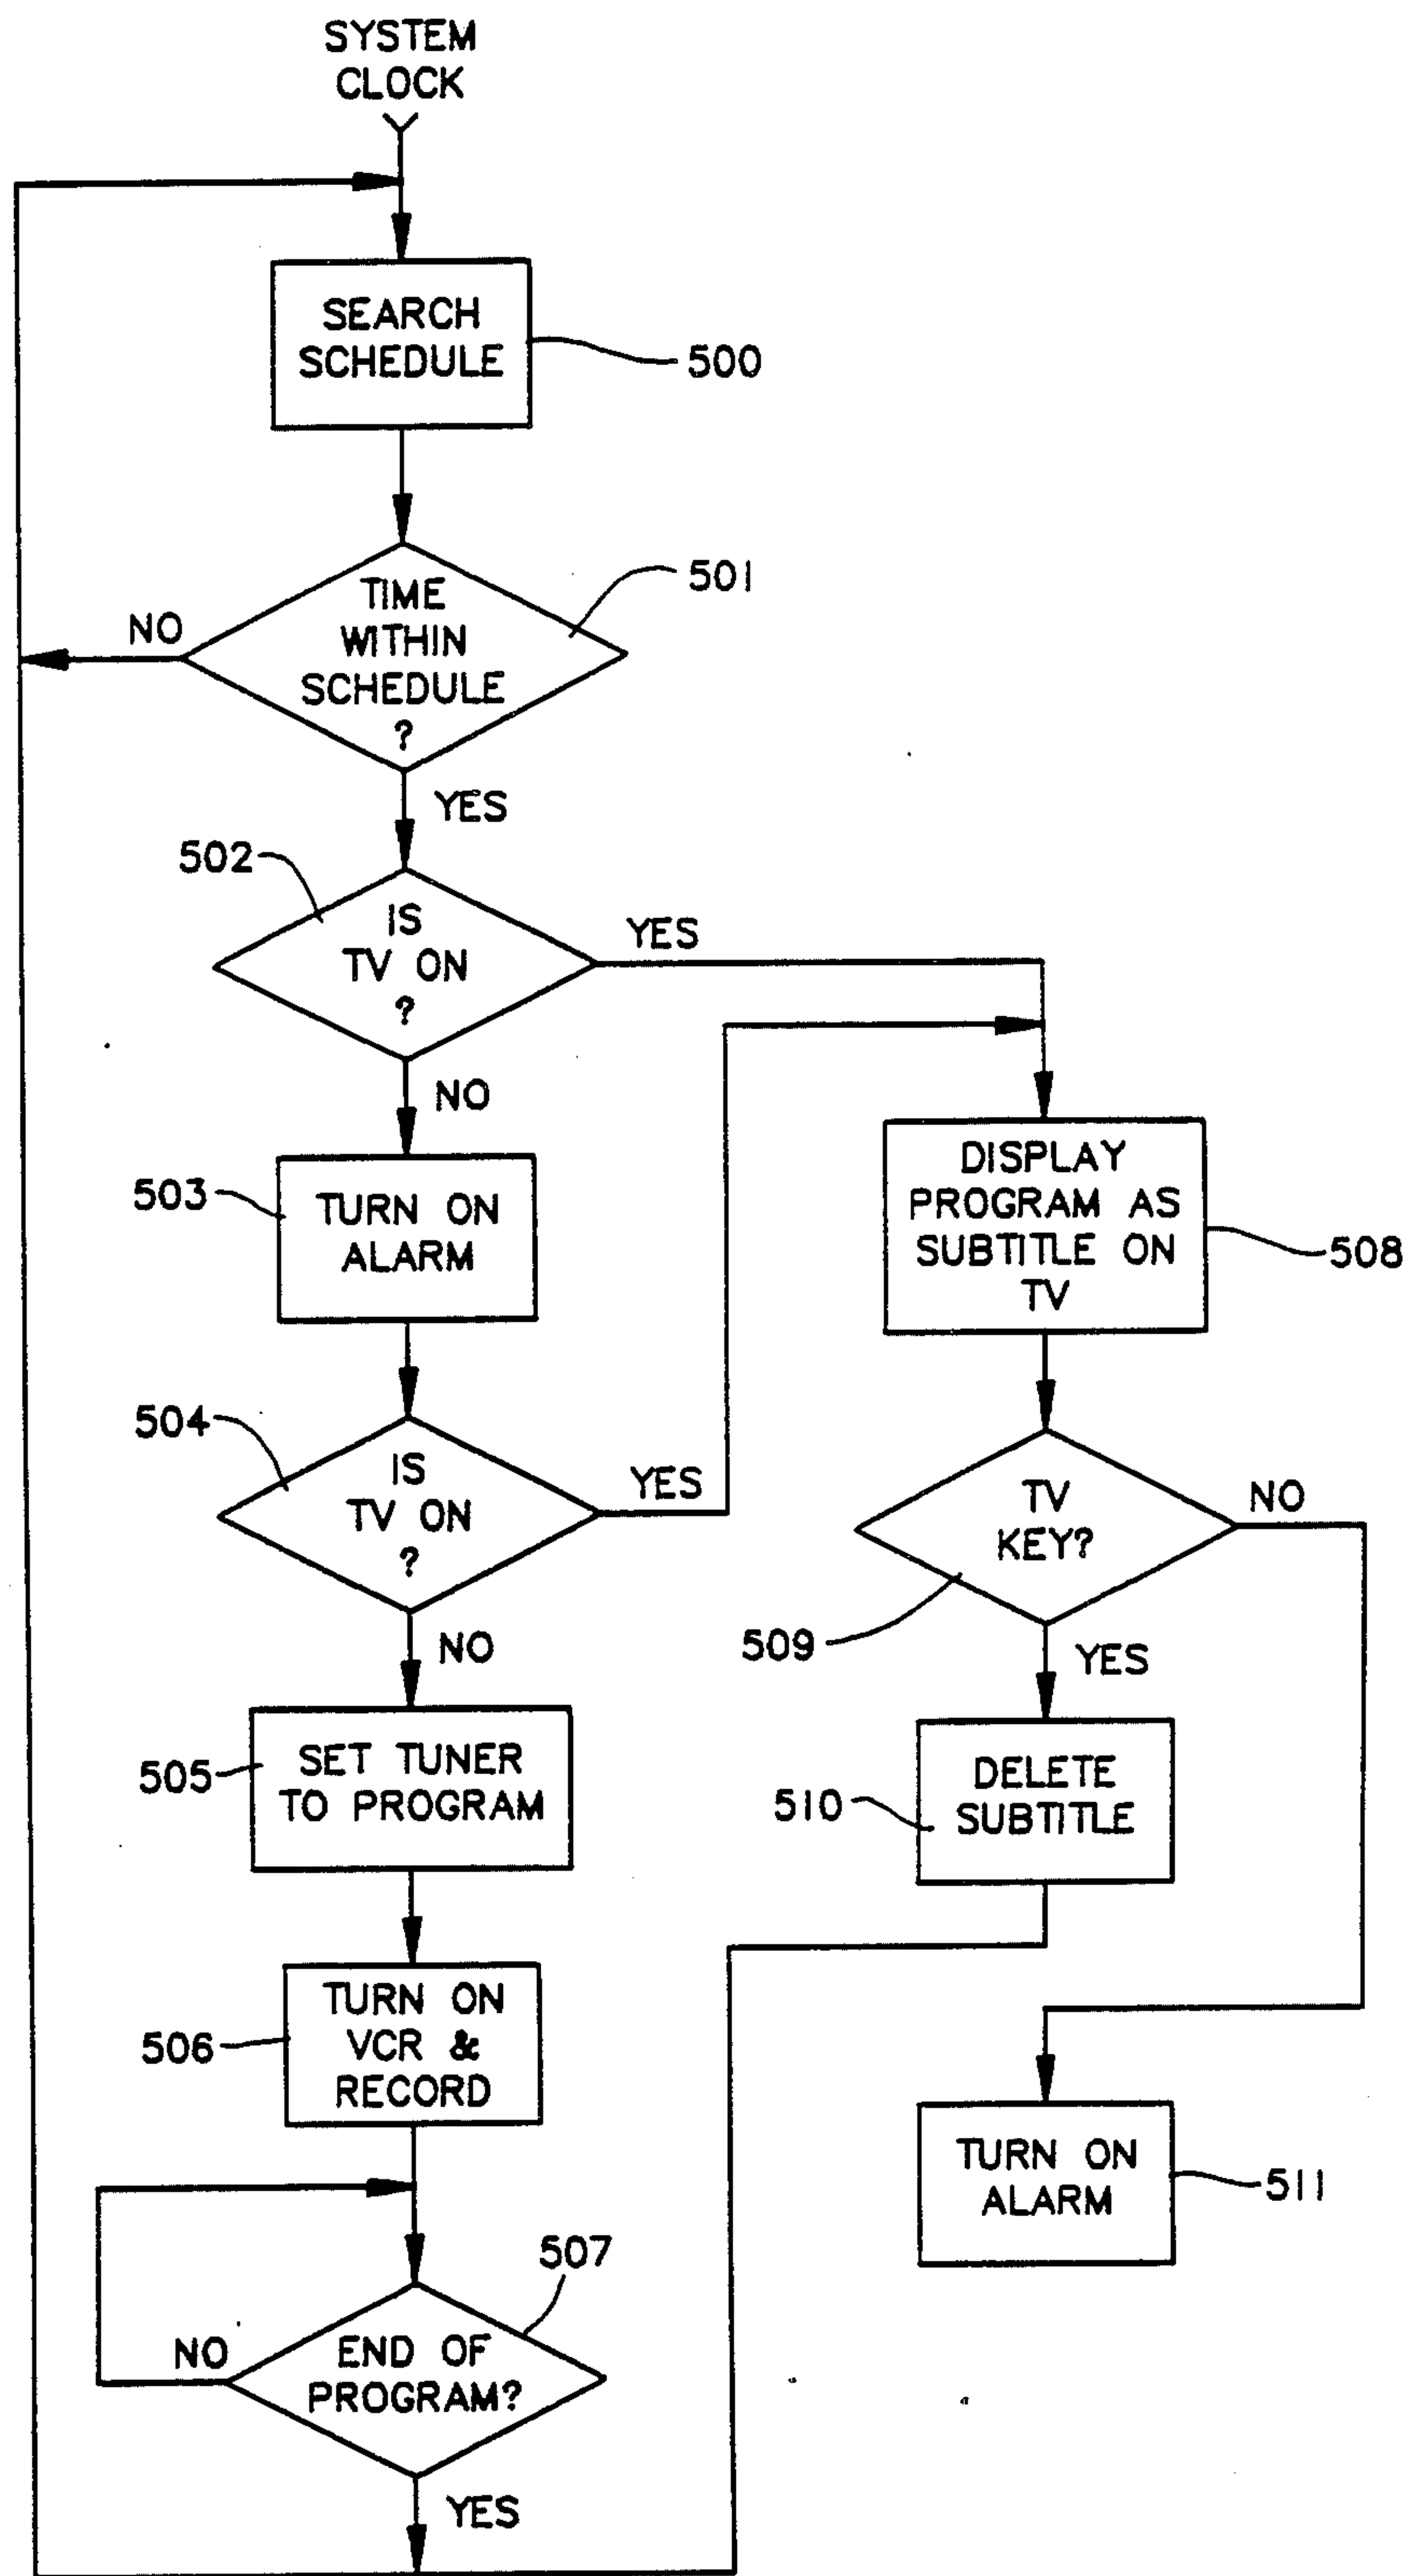 SYSTEM
CLOCK
SEARCH
SCHEDULE
500
TIME
WITHIN
SCHEDULE
?
501
NO
YES
502
IS
TV ON
?
YES
NO
503
TURN ON
ALARM
504
IS
TV ON
?
YES
NO
505
SET TUNER
TO PROGRAM
506
TURN ON
VCR &
RECORD
507
END OF
PROGRAM?
NO
YES
DISPLAY
PROGRAM AS
SUBTITLE ON
TV
508
TV
KEY?
NO
509
YES
510
DELETE
SUBTITLE
TURN ON
ALARM
511